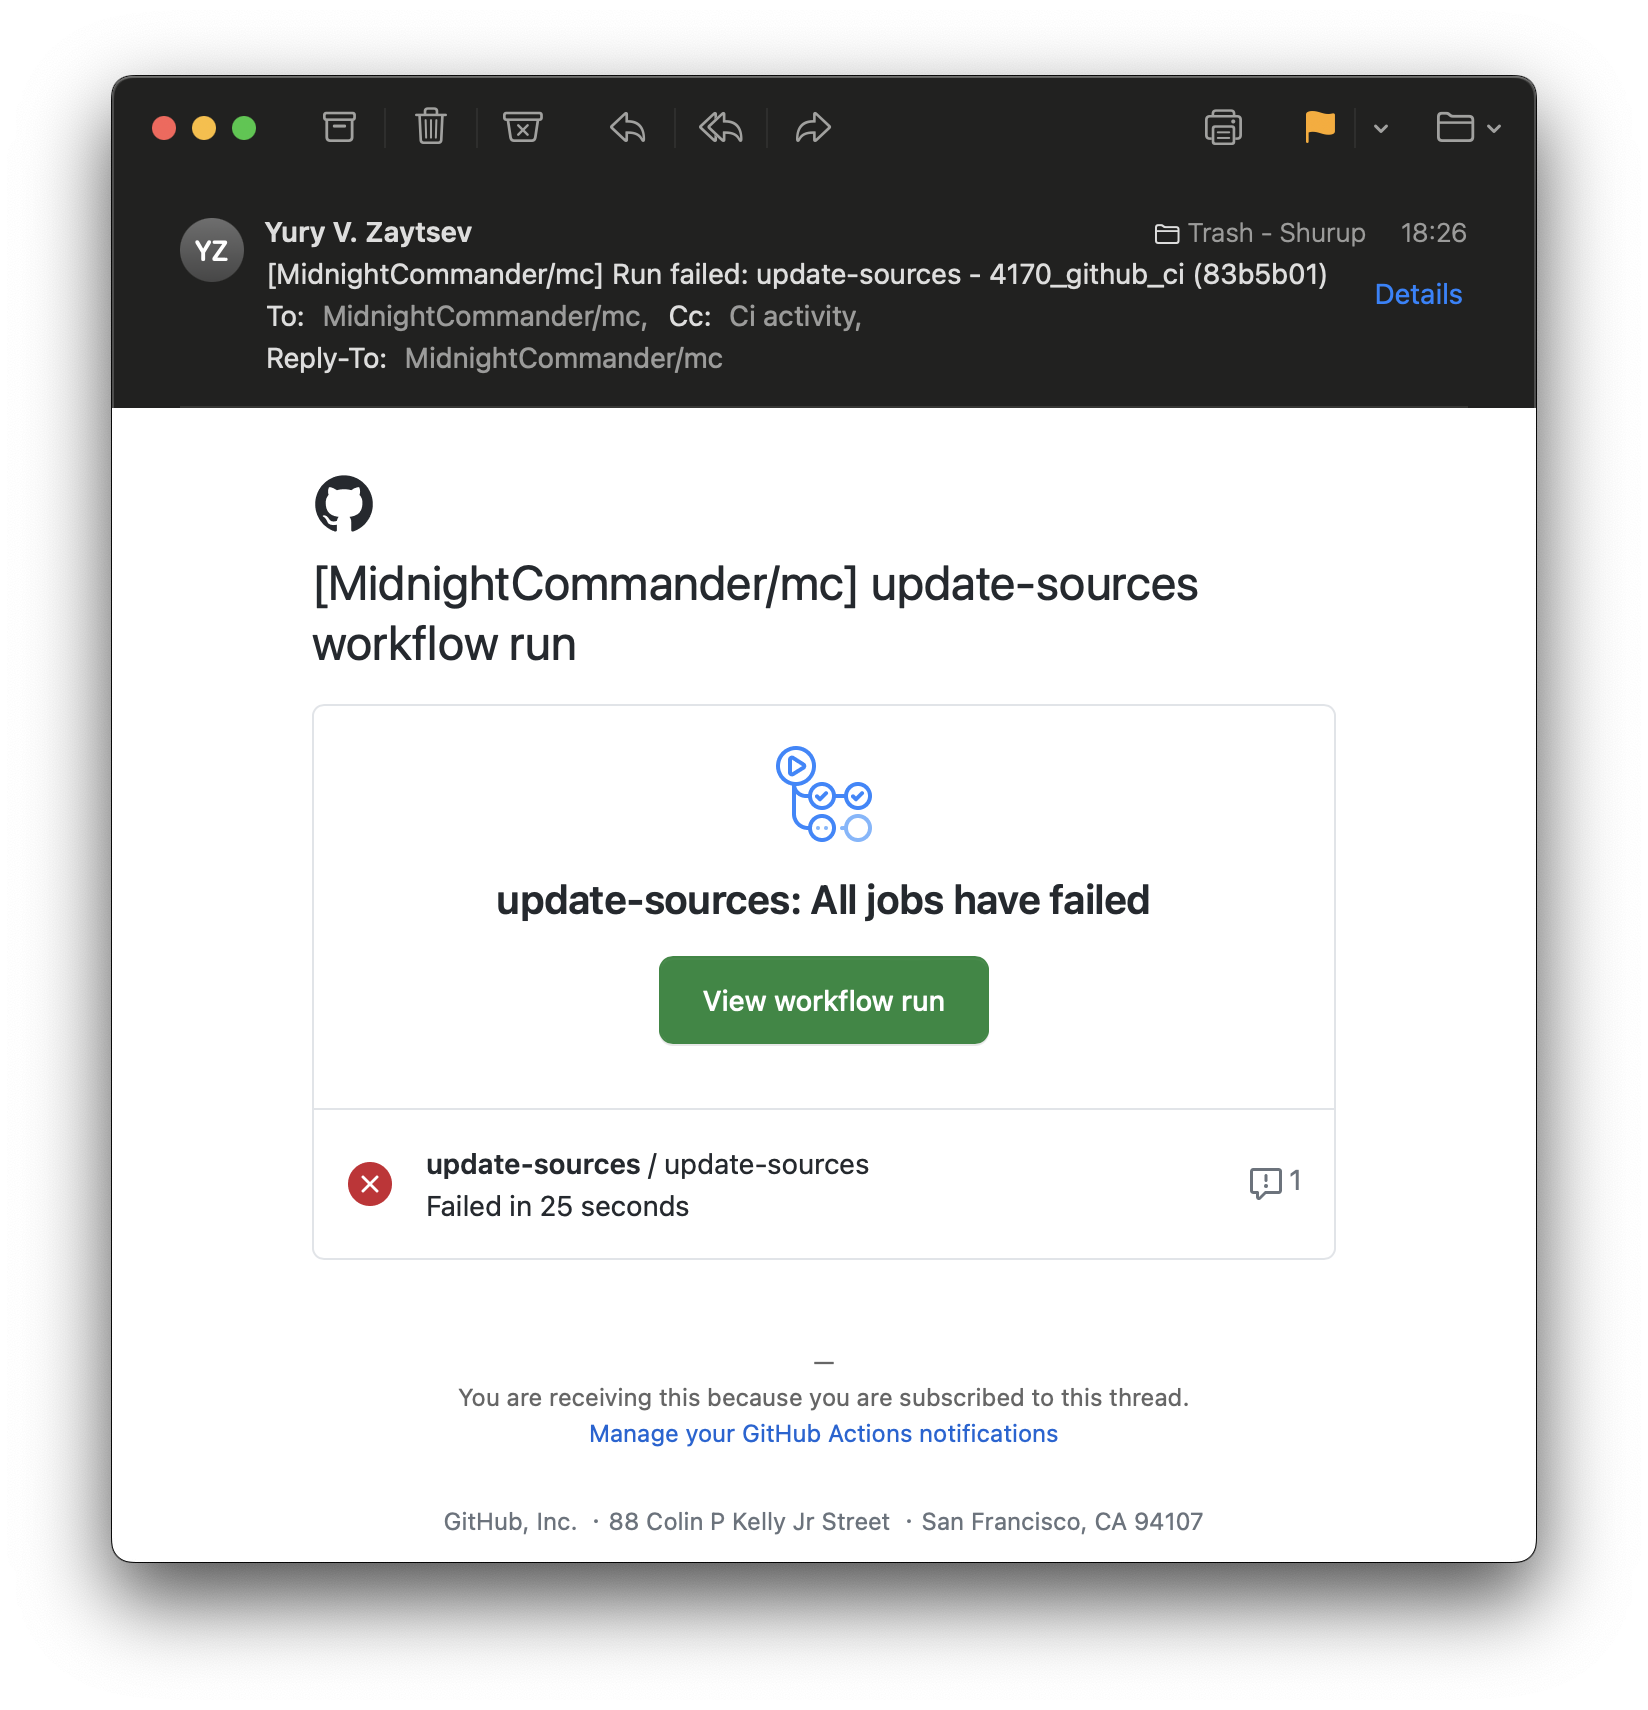 YZ
Yury V. Zaytsev
Trash - Shurup 18:26
[MidnightCommander/mc] Run failed: update-sources - 4170_github_ci (83b5b01)
Details
To: MidnightCommander/mc, Cc: Ci activity,
Reply-To: MidnightCommander/mc
[MidnightCommander/mc] update-sources
workflow run
update-sources: All jobs have failed
View workflow run
update-sources / update-sources
Failed in 25 seconds
1
—
You are receiving this because you are subscribed to this thread.
Manage your GitHub Actions notifications
GitHub, Inc. ・88 Colin P Kelly Jr Street ・San Francisco, CA 94107